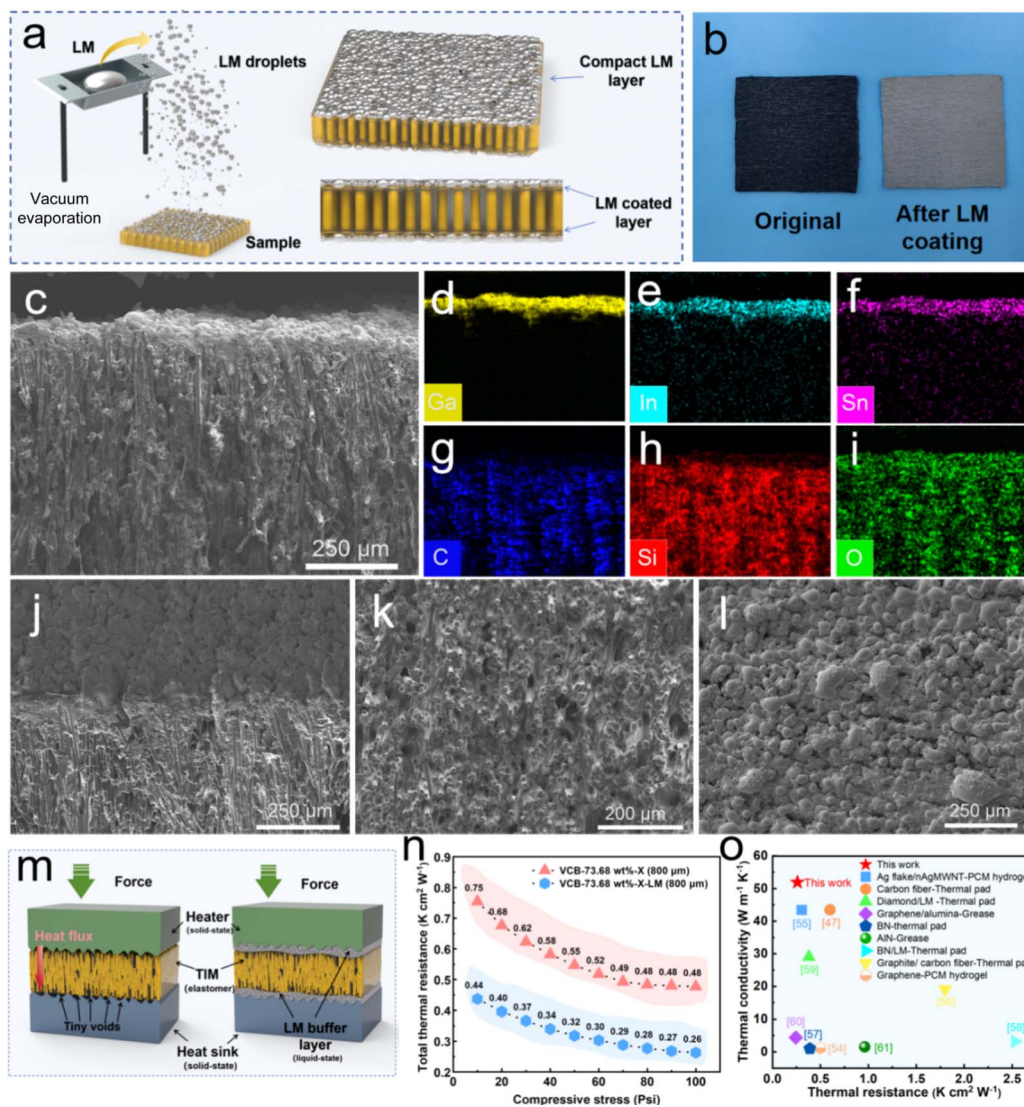 a
LM
LM droplets
Compact LM
layer
Vacuum
evaporation
Sample
LM coated
layer
b
Original
After LM
coating
c
250 μm
d
Ga
e
In
f
Sn
g
C
h
Si
i
O
j
250 μm
k
200 μm
l
250 μm
m
Force
Force
Heat flux
Heater
(solid-state)
TIM
(elastomer)
Tiny voids
Heat sink
(solid-state)
LM buffer
layer
(liquid-state)
n
Total thermal resistance (K cm² W⁻¹)
0.9
0.8
0.7
0.6
0.5
0.4
0.3
0.2
VCB-73.68 wt%-X (800 μm)
VCB-73.68 wt%-X-LM (800 μm)
0.75
0.68
0.62
0.58
0.55
0.52
0.49
0.48
0.48
0.48
0.44
0.40
0.37
0.34
0.32
0.30
0.29
0.28
0.27
0.26
0 10 20 30 40 50 60 70 80 90 100
Compressive stress (Psi)
o
Thermal conductivity (W m⁻¹ K⁻¹)
60
50
40
30
20
10
0
This work
Ag flake/nAgMWNT-PCM hydrogel
Carbon fiber-Thermal pad
Diamond/LM -Thermal pad
Graphene/alumina-Grease
BN-thermal pad
AlN-Grease
BN/LM-Thermal pad
Graphite/ carbon fiber-Thermal pad
Graphene-PCM hydrogel
This work
[55]
[47]
[59]
[60]
[57]
[54]
[61]
[58]
0.0 0.5 1.0 1.5 2.0 2.5
Thermal resistance (K cm² W⁻¹)